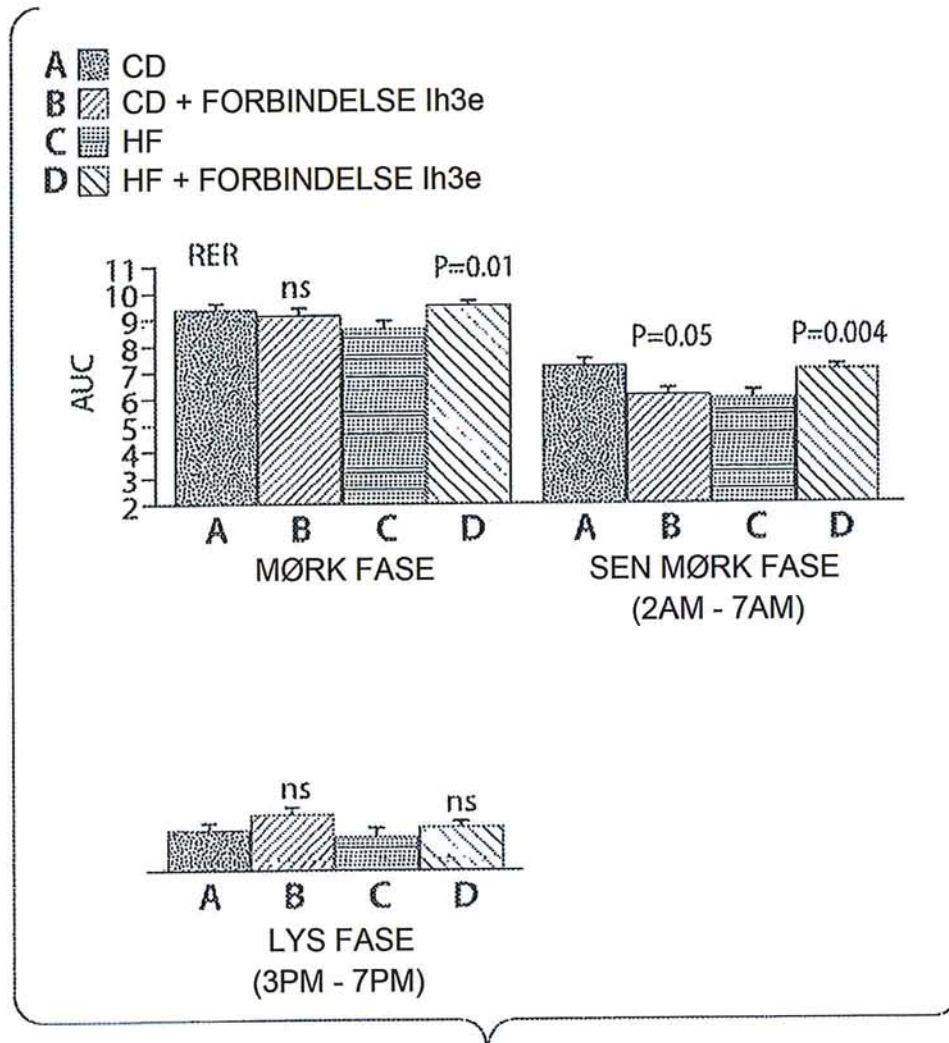 A CD
B CD + FORBINDELSE Ih3e
C HF
D HF + FORBINDELSE Ih3e
RER
11
10
9
8
7
6
5
4
3
2
AUC
ns
P=0.01
A B C D
MØRK FASE
P=0.05
P=0.004
A B C D
SEN MØRK FASE
(2AM - 7AM)
ns
ns
A B C D
LYS FASE
(3PM - 7PM)